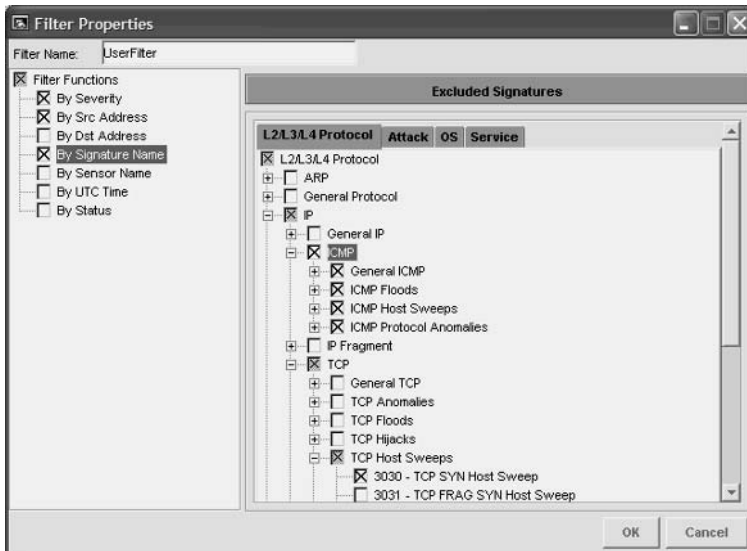 Filter Properties
Filter Name: UserFilter
Filter Functions
By Severity
By Src Address
By Dst Address
By Signature Name
By Sensor Name
By UTC Time
By Status
Excluded Signatures
L2/L3/L4 Protocol Attack OS Service
L2/L3/L4 Protocol
ARP
General Protocol
IP
General IP
ICMP
General ICMP
ICMP Floods
ICMP Host Sweeps
ICMP Protocol Anomalies
IP Fragment
TCP
General TCP
TCP Anomalies
TCP Floods
TCP Hijacks
TCP Host Sweeps
3030 - TCP SYN Host Sweep
3031 - TCP FRAG SYN Host Sweep
OK Cancel